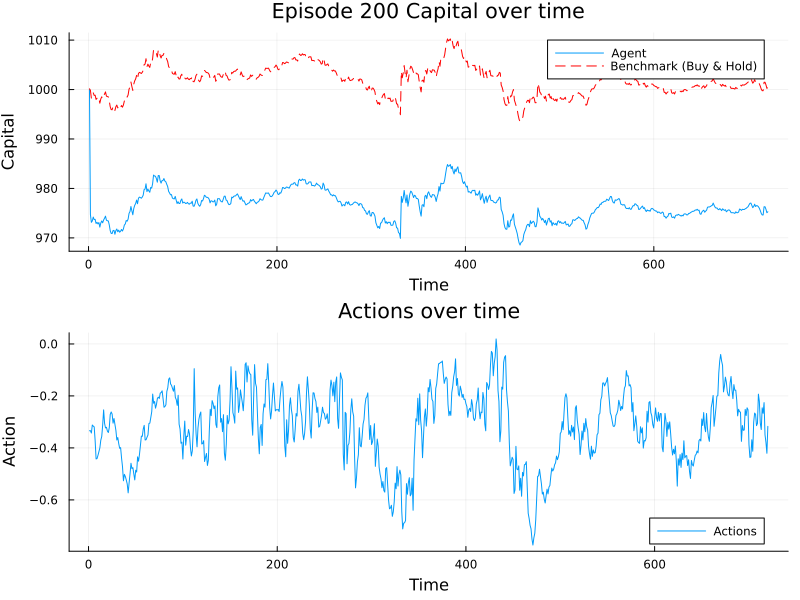 Episode 200 Capital over time
Capital
1010
1000
990
980
970
Agent
Benchmark (Buy & Hold)
0
200
400
600
Time
Actions over time
Action
0.0
−0.2
−0.4
−0.6
Actions
0
200
400
600
Time